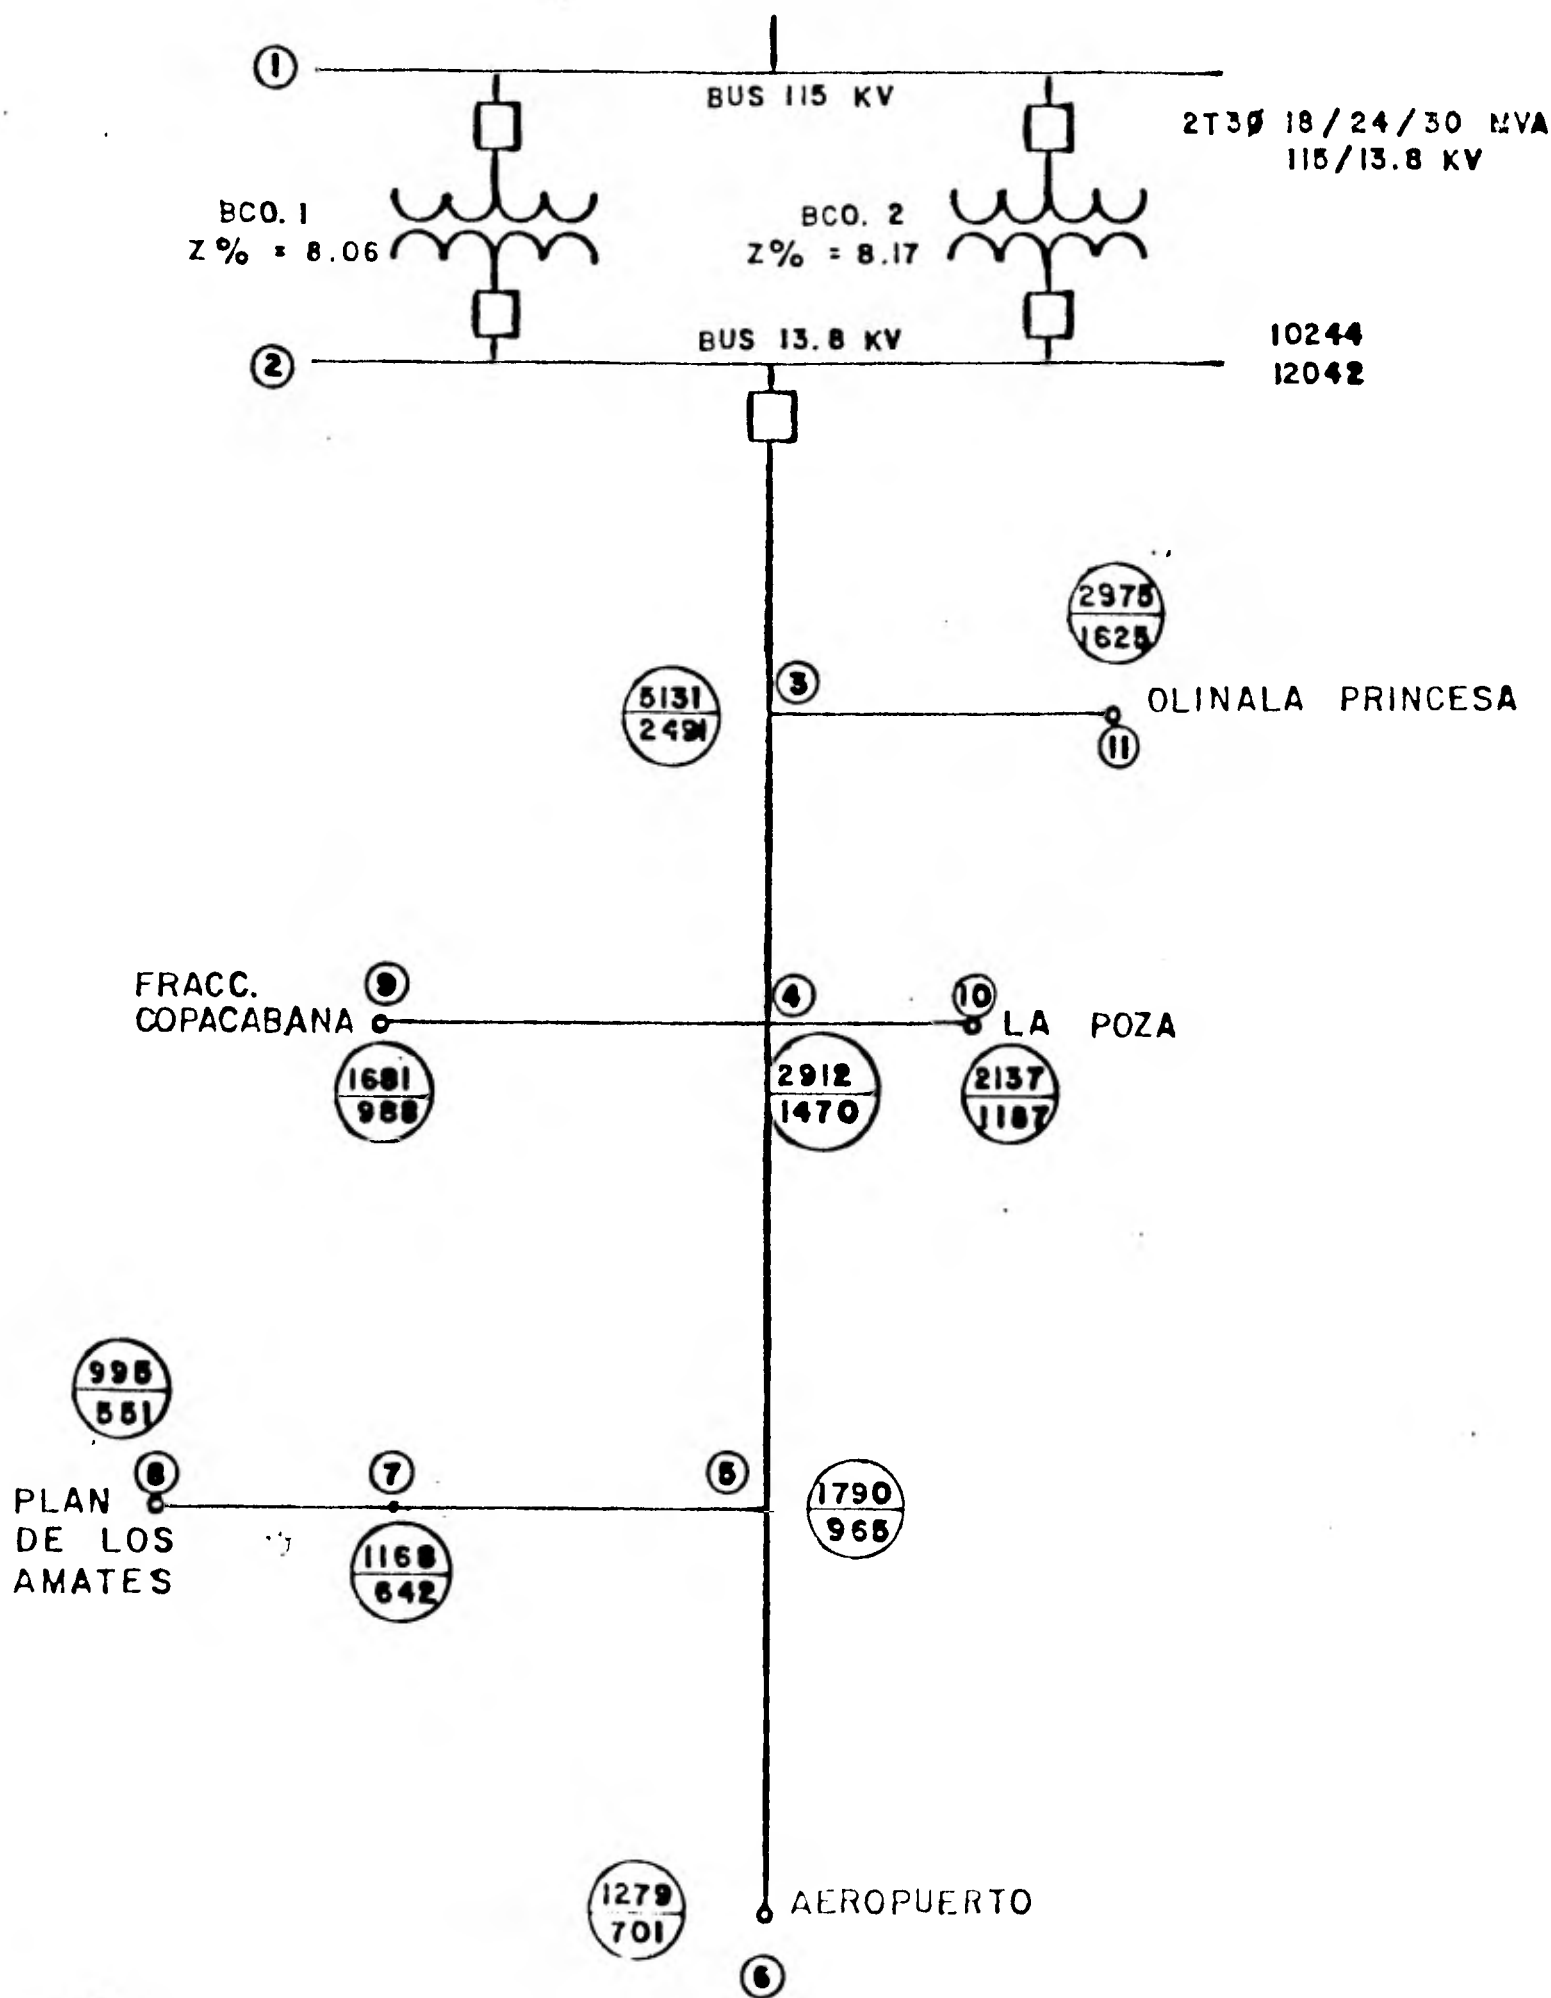 1
BUS 115 KV
2T3Ø 18/24/30 MVA
115/13.8 KV
BCO. 1
Z% = 8.06
BCO. 2
Z% = 8.17
BUS 13.8 KV
2
10244
12042
2975
1625
3
5131
2491
OLINALA PRINCESA
11
FRACC.
COPACABANA
9
4
10
LA POZA
1681
988
2912
1470
2137
1187
995
551
8
7
5
PLAN
DE LOS
AMATES
1790
965
1168
642
1279
701
AEROPUERTO
6